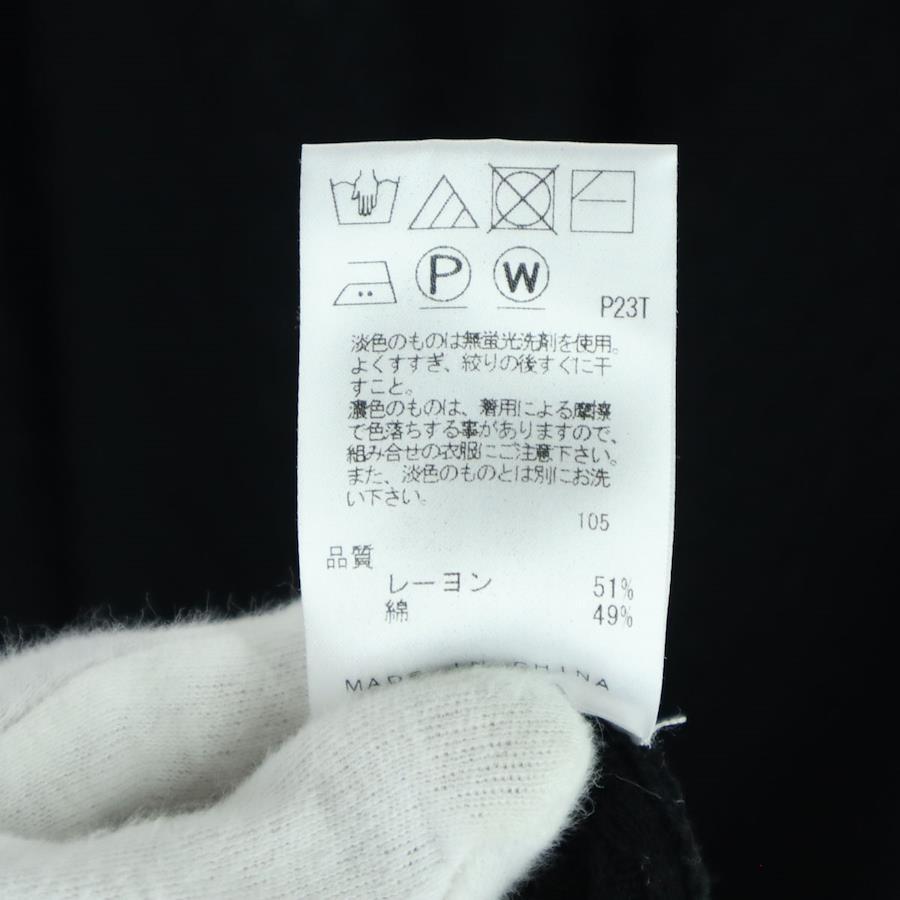 P W
P23T
淡色のものは無蛍光洗剤を使用。
よくすすぎ、絞りの後すぐに干
すこと。
濃色のものは、着用による摩擦
で色落ちする事がありますので、
組み合せの衣服にご注意下さい。
また、淡色のものとは別にお洗
い下さい。
105
品質
レーヨン 51%
綿 49%
MADE IN CHINA